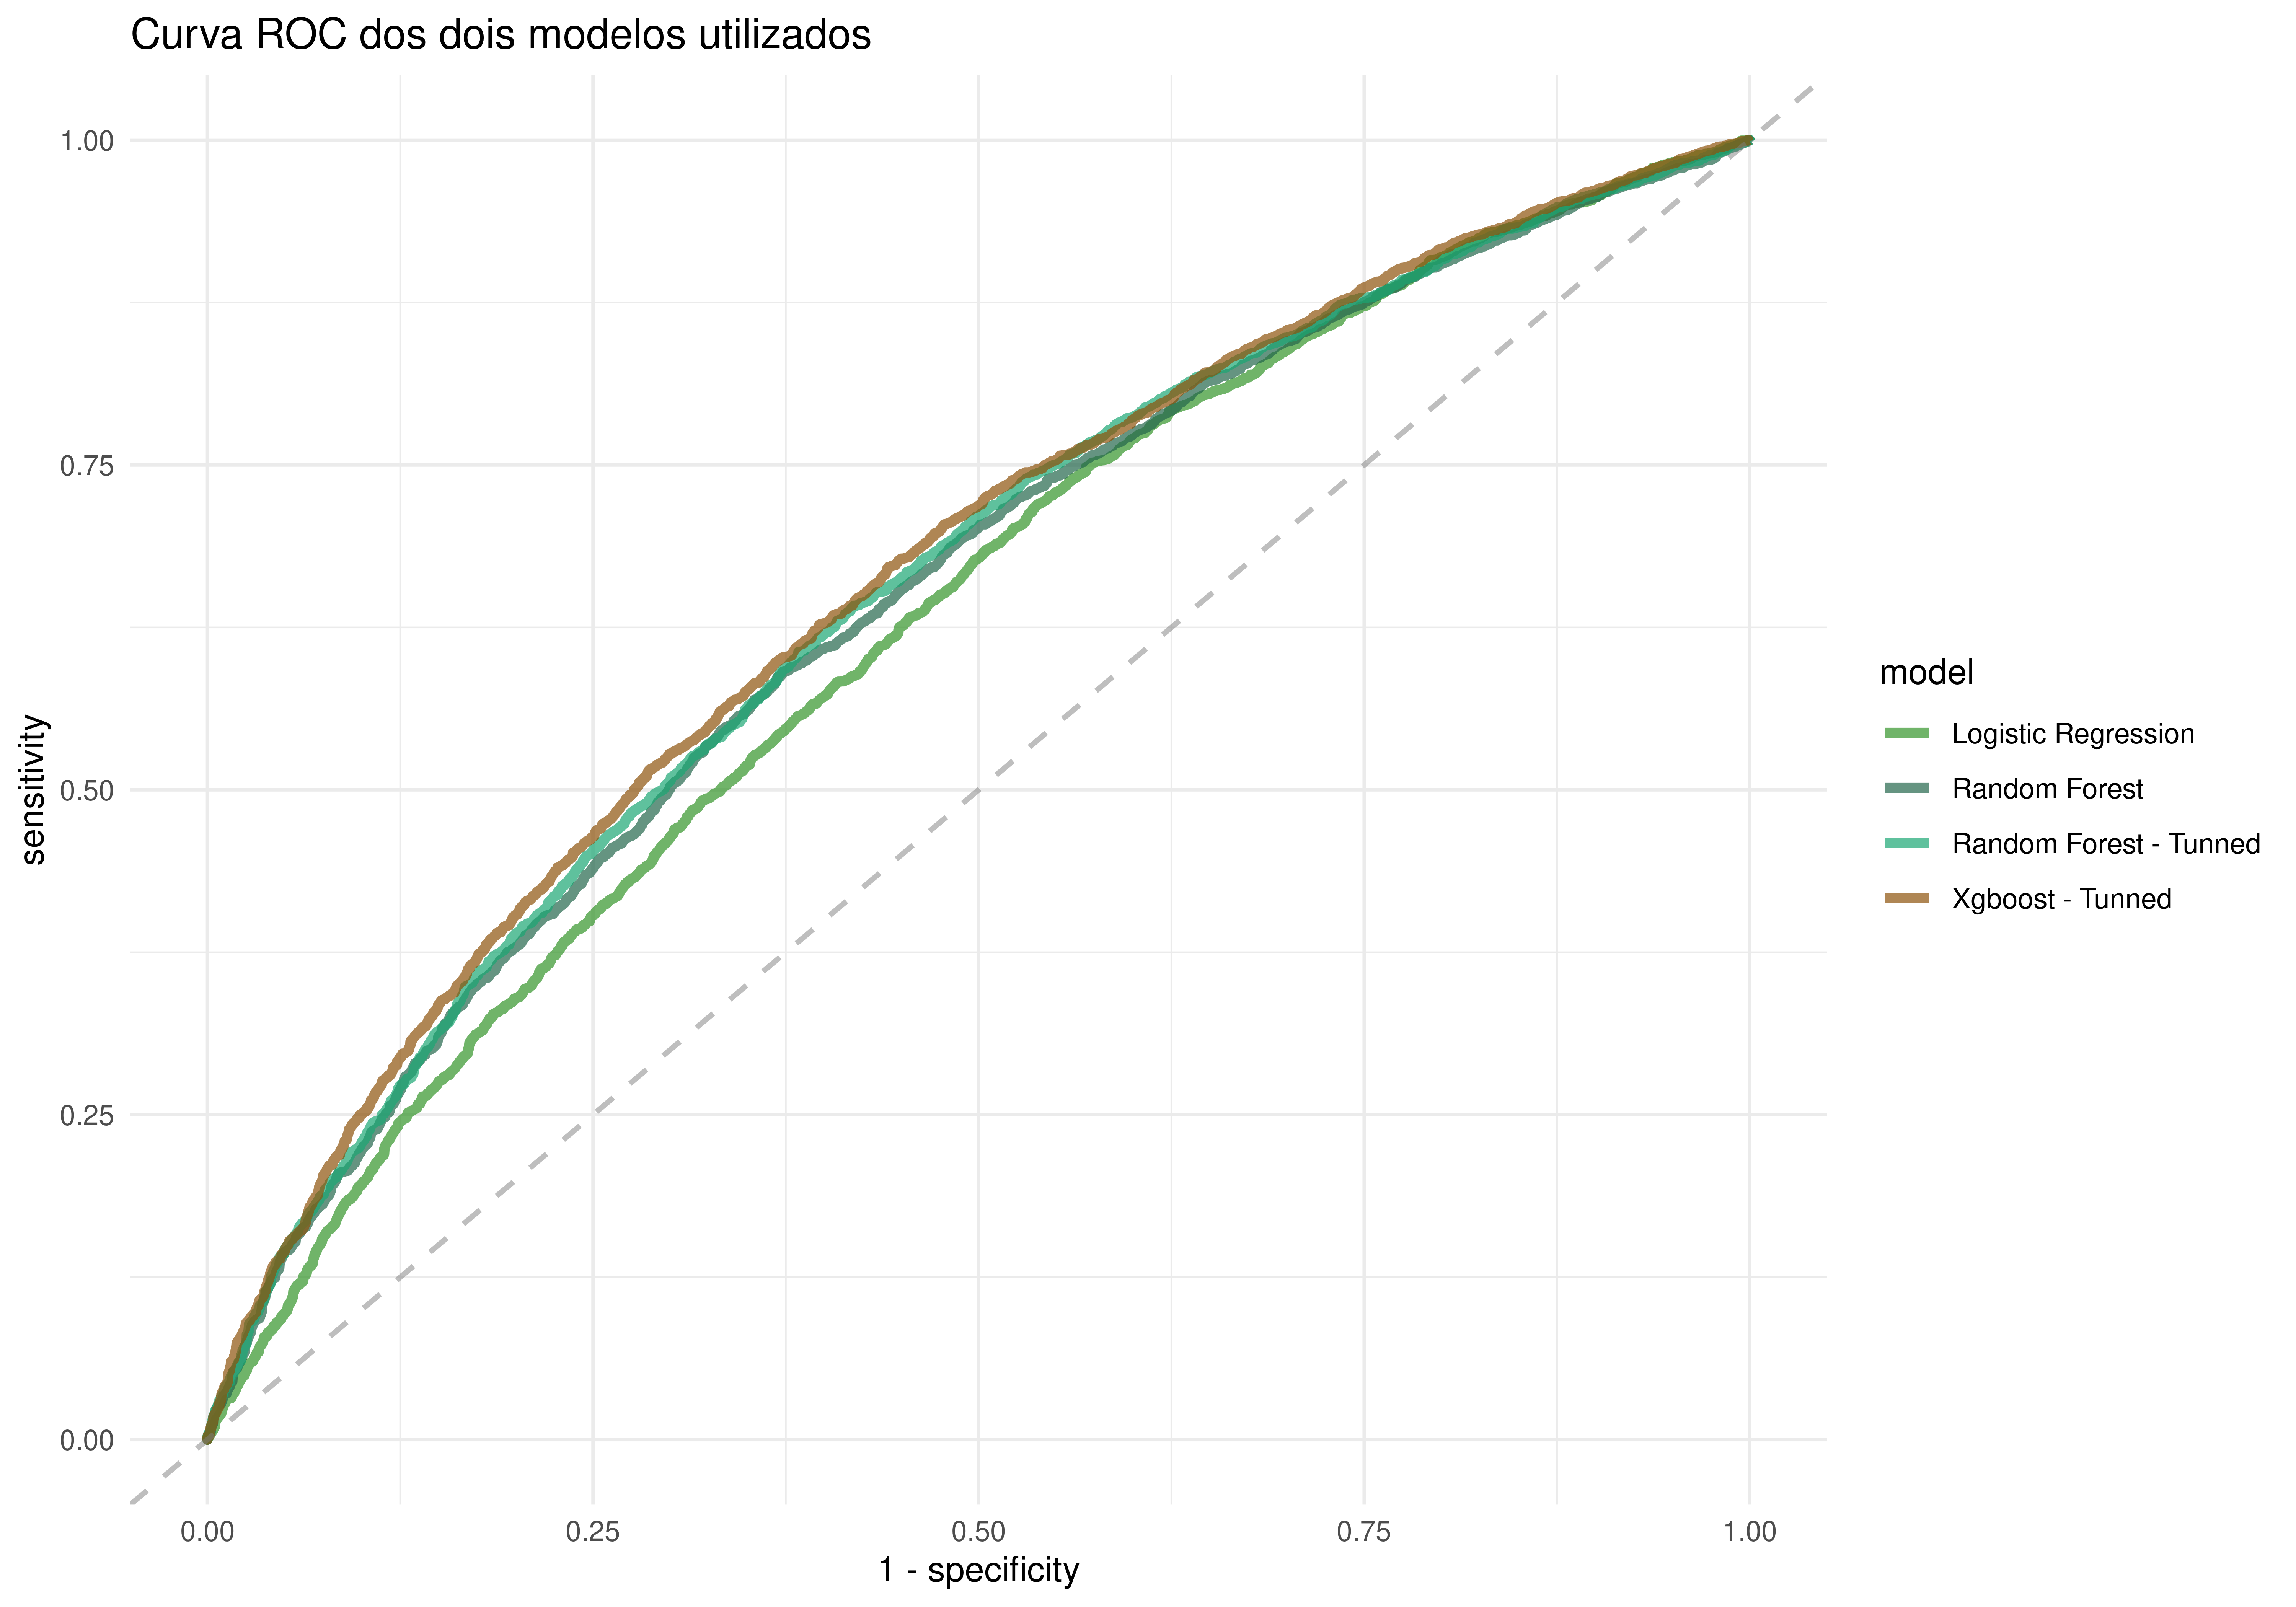 Curva ROC dos dois modelos utilizados
1.00
0.75
0.50
0.25
0.00
sensitivity
0.00
0.25
0.50
0.75
1.00
1 - specificity
model
Logistic Regression
Random Forest
Random Forest - Tunned
Xgboost - Tunned